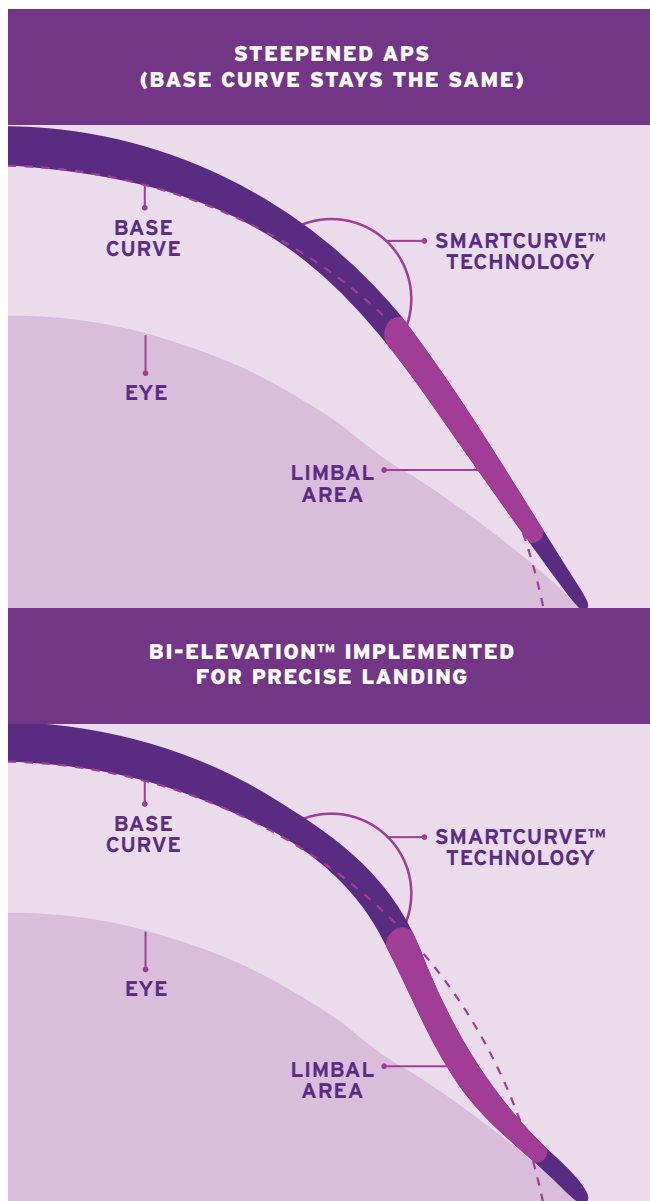 STEEPENED APS
(BASE CURVE STAYS THE SAME)
BASE
CURVE
SMARTCURVE™
TECHNOLOGY
EYE
LIMBAL
AREA
BI-ELEVATION™ IMPLEMENTED
FOR PRECISE LANDING
BASE
CURVE
SMARTCURVE™
TECHNOLOGY
EYE
LIMBAL
AREA